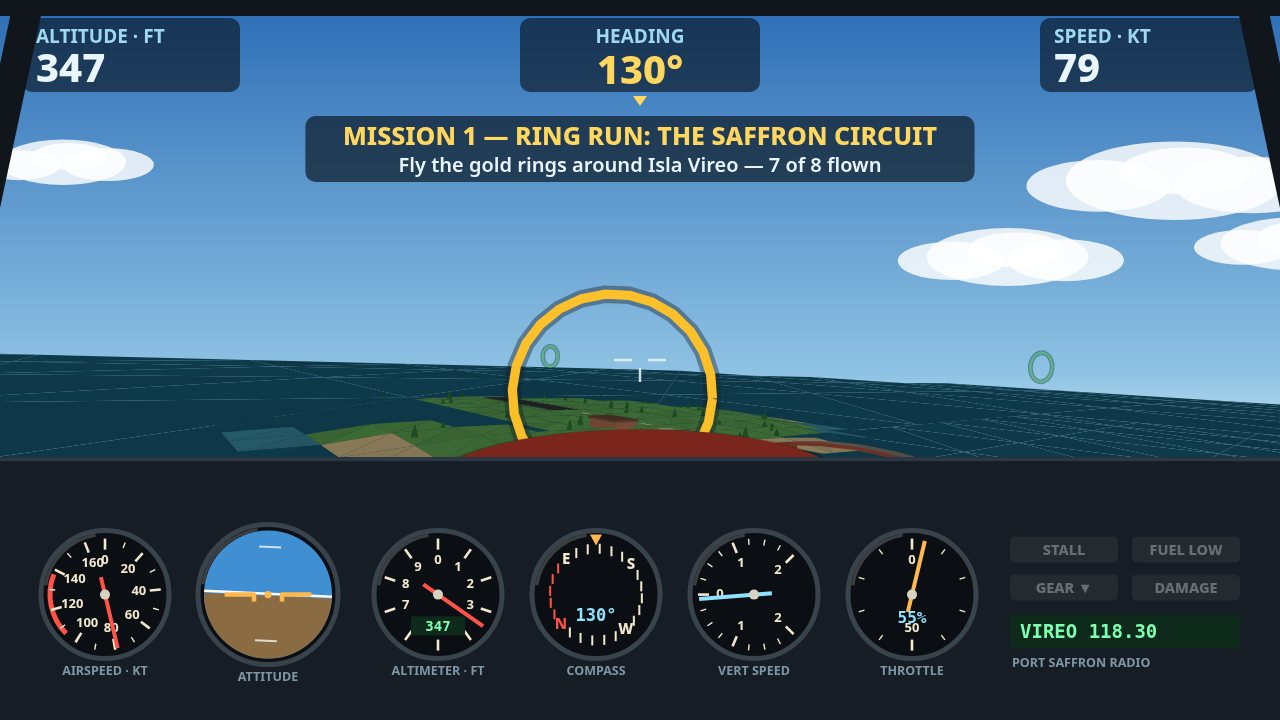 ALTITUDE · FT
347
HEADING
130°
SPEED · KT
79
MISSION 1 — RING RUN: THE SAFFRON CIRCUIT
Fly the gold rings around Isla Vireo — 7 of 8 flown
0
20
40
60
80
100
120
140
160
AIRSPEED · KT
ATTITUDE
0
1
2
3
7
8
9
347
ALTIMETER · FT
E
S
W
N
130°
COMPASS
0
1
2
1
2
VERT SPEED
0
55%
50
THROTTLE
STALL
FUEL LOW
GEAR ▼
DAMAGE
VIREO 118.30
PORT SAFFRON RADIO